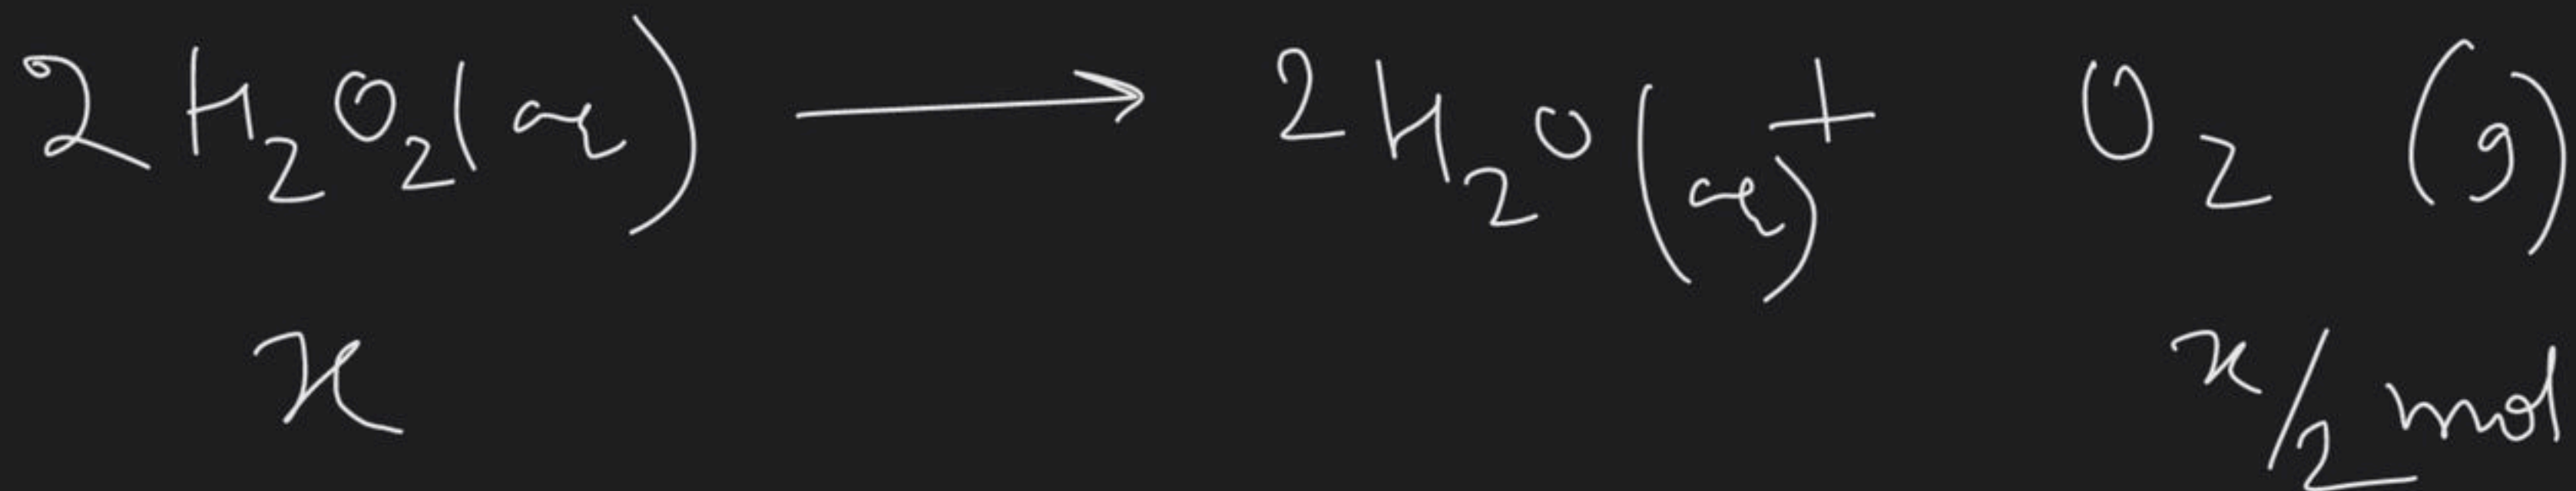 2H₂O₂(aq) ⟶ 2H₂O(aq) + O₂ (g)
x x/2 mol